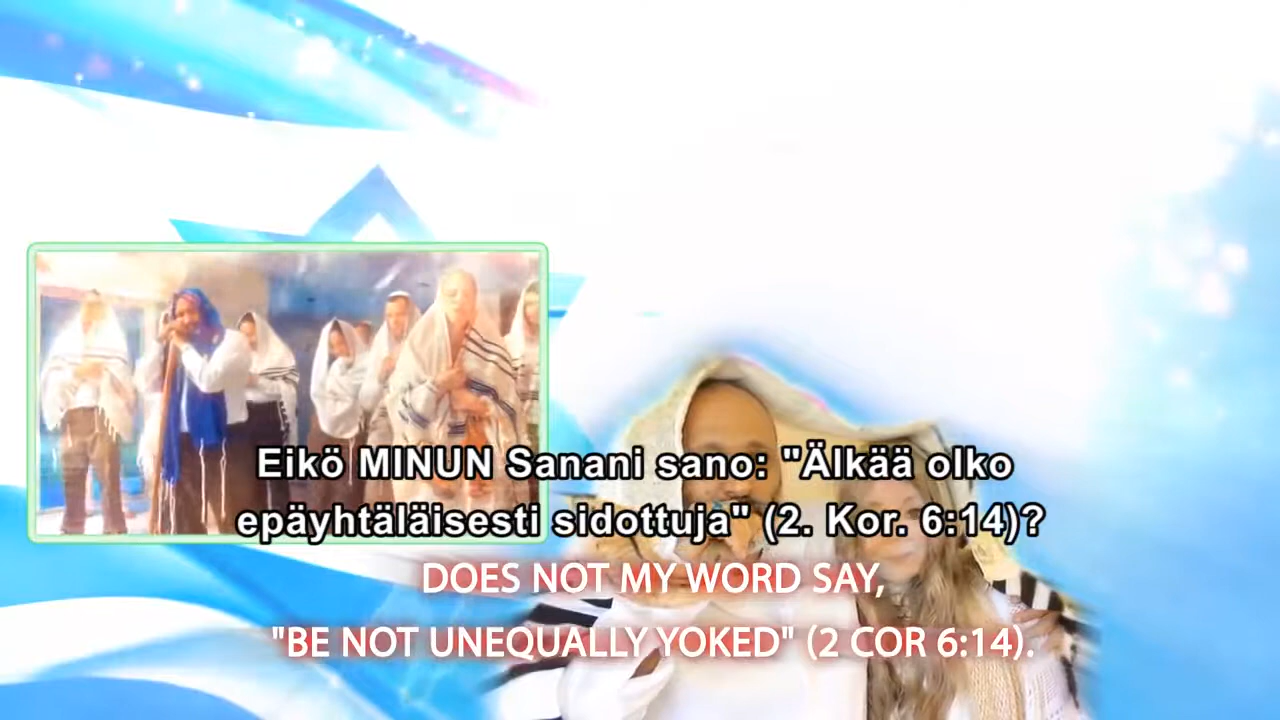 Eikö MINUN Sanani sano: "Älkää olko
epäyhtäläisesti sidottuja" (2. Kor. 6:14)?
DOES NOT MY WORD SAY,
"BE NOT UNEQUALLY YOKED" (2 COR 6:14).